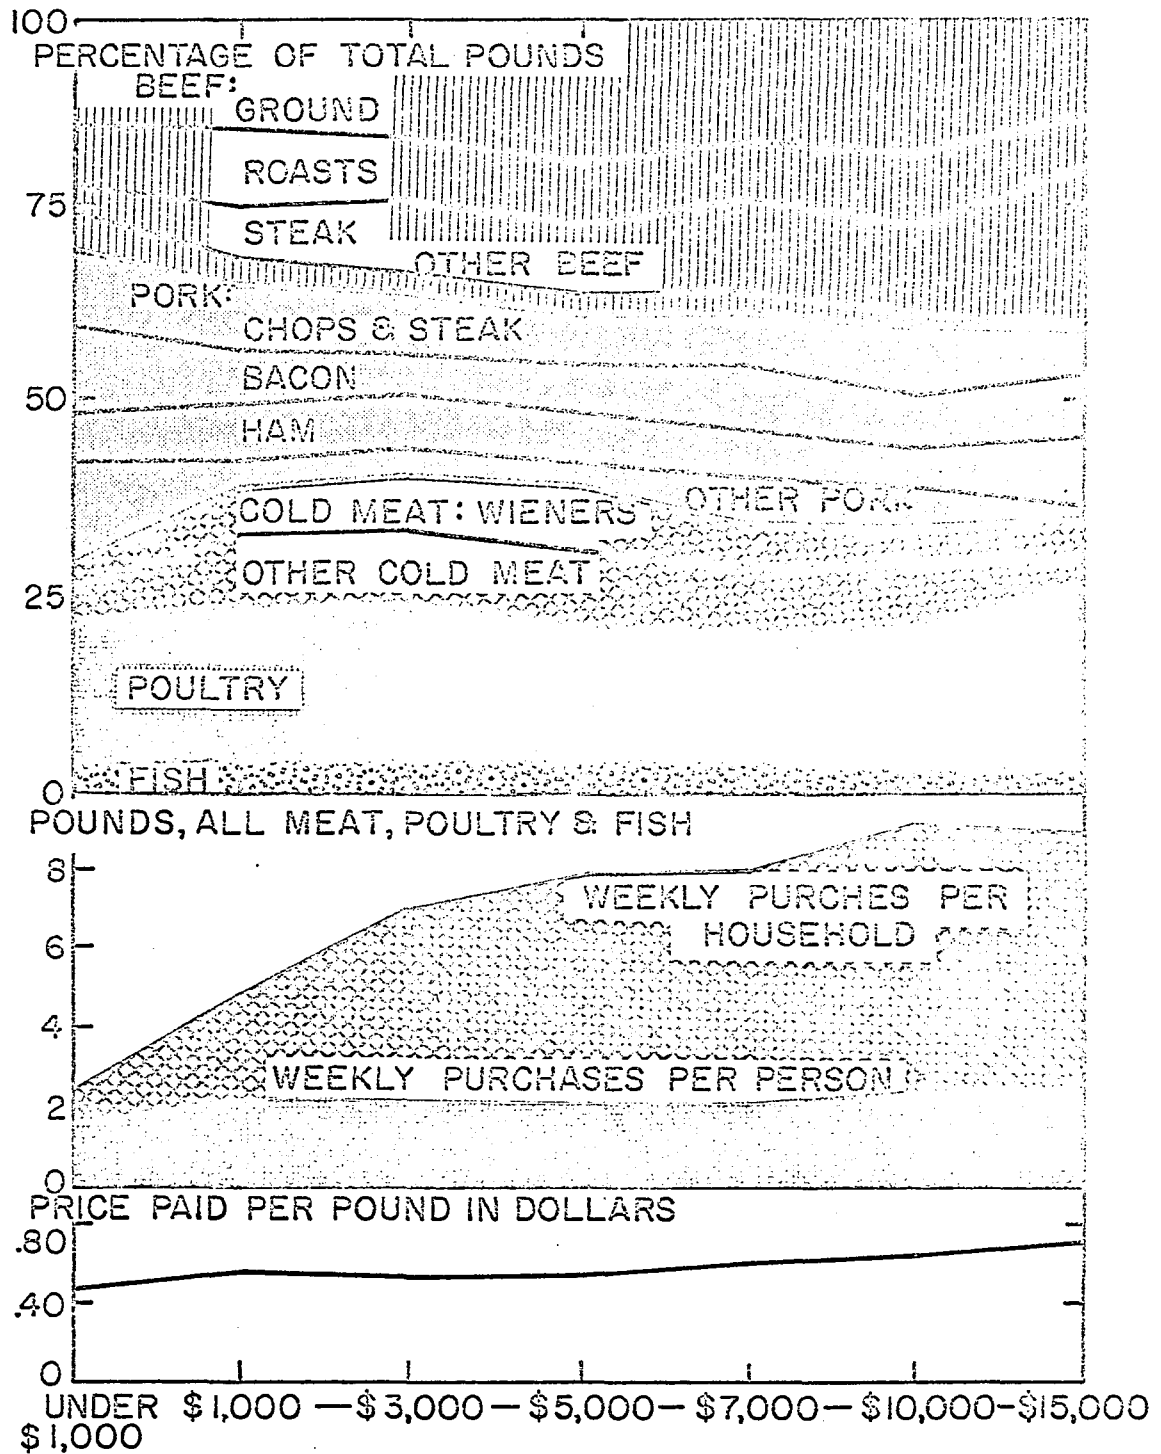 100
PERCENTAGE OF TOTAL POUNDS
BEEF:
GROUND
ROASTS
75
STEAK
OTHER BEEF
PORK:
CHOPS & STEAK
BACON
50
HAM
OTHER PORK
COLD MEAT: WIENERS
OTHER COLD MEAT
25
POULTRY
FISH
0
POUNDS, ALL MEAT, POULTRY & FISH
8
WEEKLY PURCHES PER
HOUSEHOLD
6
4
WEEKLY PURCHASES PER PERSON
2
0
PRICE PAID PER POUND IN DOLLARS
.80
.40
0
UNDER $1,000 — $3,000 — $5,000 — $7,000 — $10,000 - $15,000
$1,000